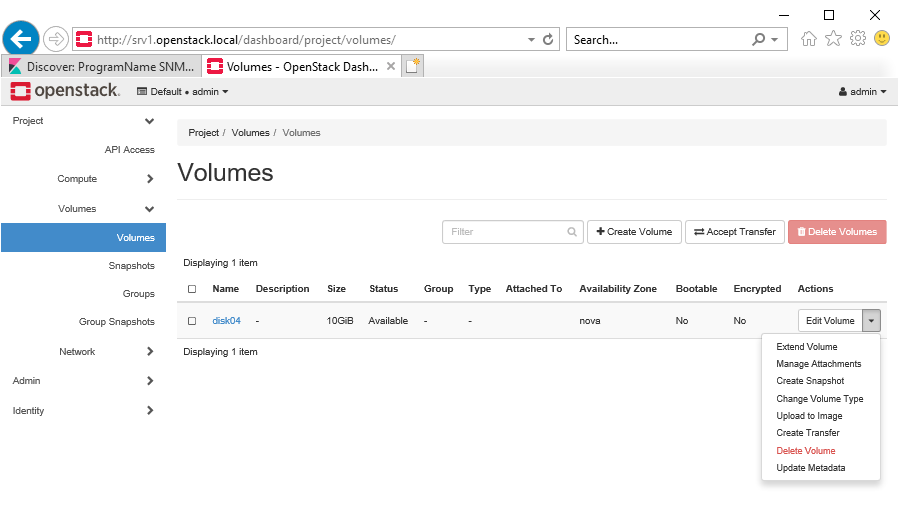 http://srv1.openstack.local/dashboard/project/volumes/
Search...
Discover: ProgramName SNM...
Volumes - OpenStack Dash...
openstack.
Default • admin
admin
Project
API Access
Compute
Volumes
Volumes
Snapshots
Groups
Group Snapshots
Network
Admin
Identity
Project / Volumes / Volumes
Volumes
Filter
Create Volume
Accept Transfer
Delete Volumes
Displaying 1 item
Name Description Size Status Group Type Attached To Availability Zone Bootable Encrypted Actions
disk04 - 10GiB Available - - nova No No Edit Volume
Displaying 1 item
Extend Volume
Manage Attachments
Create Snapshot
Change Volume Type
Upload to Image
Create Transfer
Delete Volume
Update Metadata